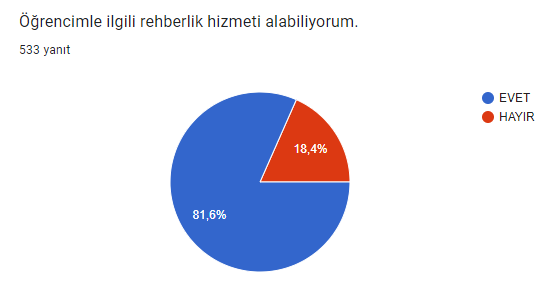 Öğrencimle ilgili rehberlik hizmeti alabiliyorum.
533 yanıt
EVET
HAYIR
18,4%
81,6%